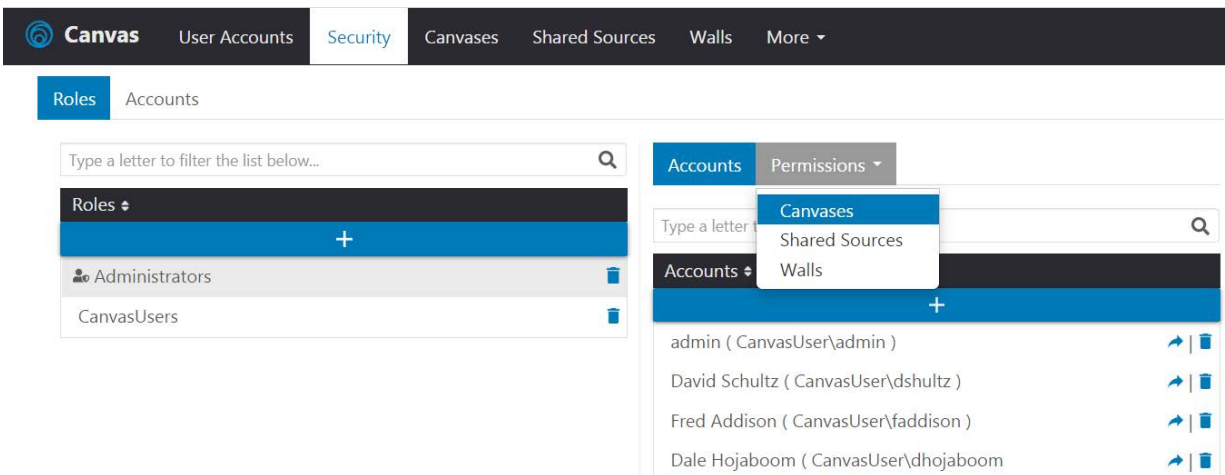 Canvas User Accounts Security Canvases Shared Sources Walls More
Roles Accounts
Type a letter to filter the list below...
Roles
+
Administrators
CanvasUsers
Accounts Permissions
Canvases
Shared Sources
Walls
Type a letter
Accounts
+
admin ( CanvasUser\admin )
|
David Schultz ( CanvasUser\dshultz )
|
Fred Addison ( CanvasUser\faddison )
|
Dale Hojaboom ( CanvasUser\dhojaboom
|